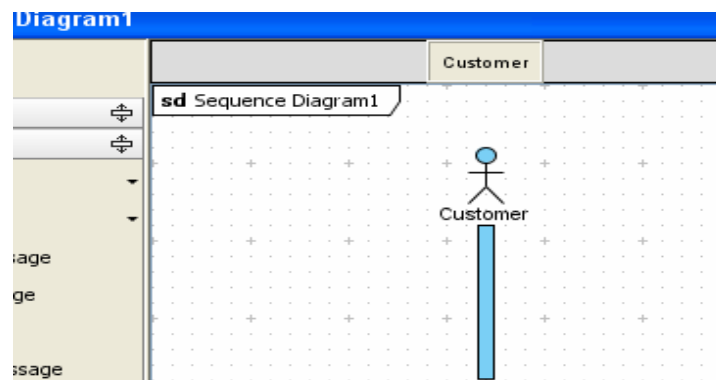 Diagram1
Customer
sd Sequence Diagram1
Customer
sage
ge
ssage